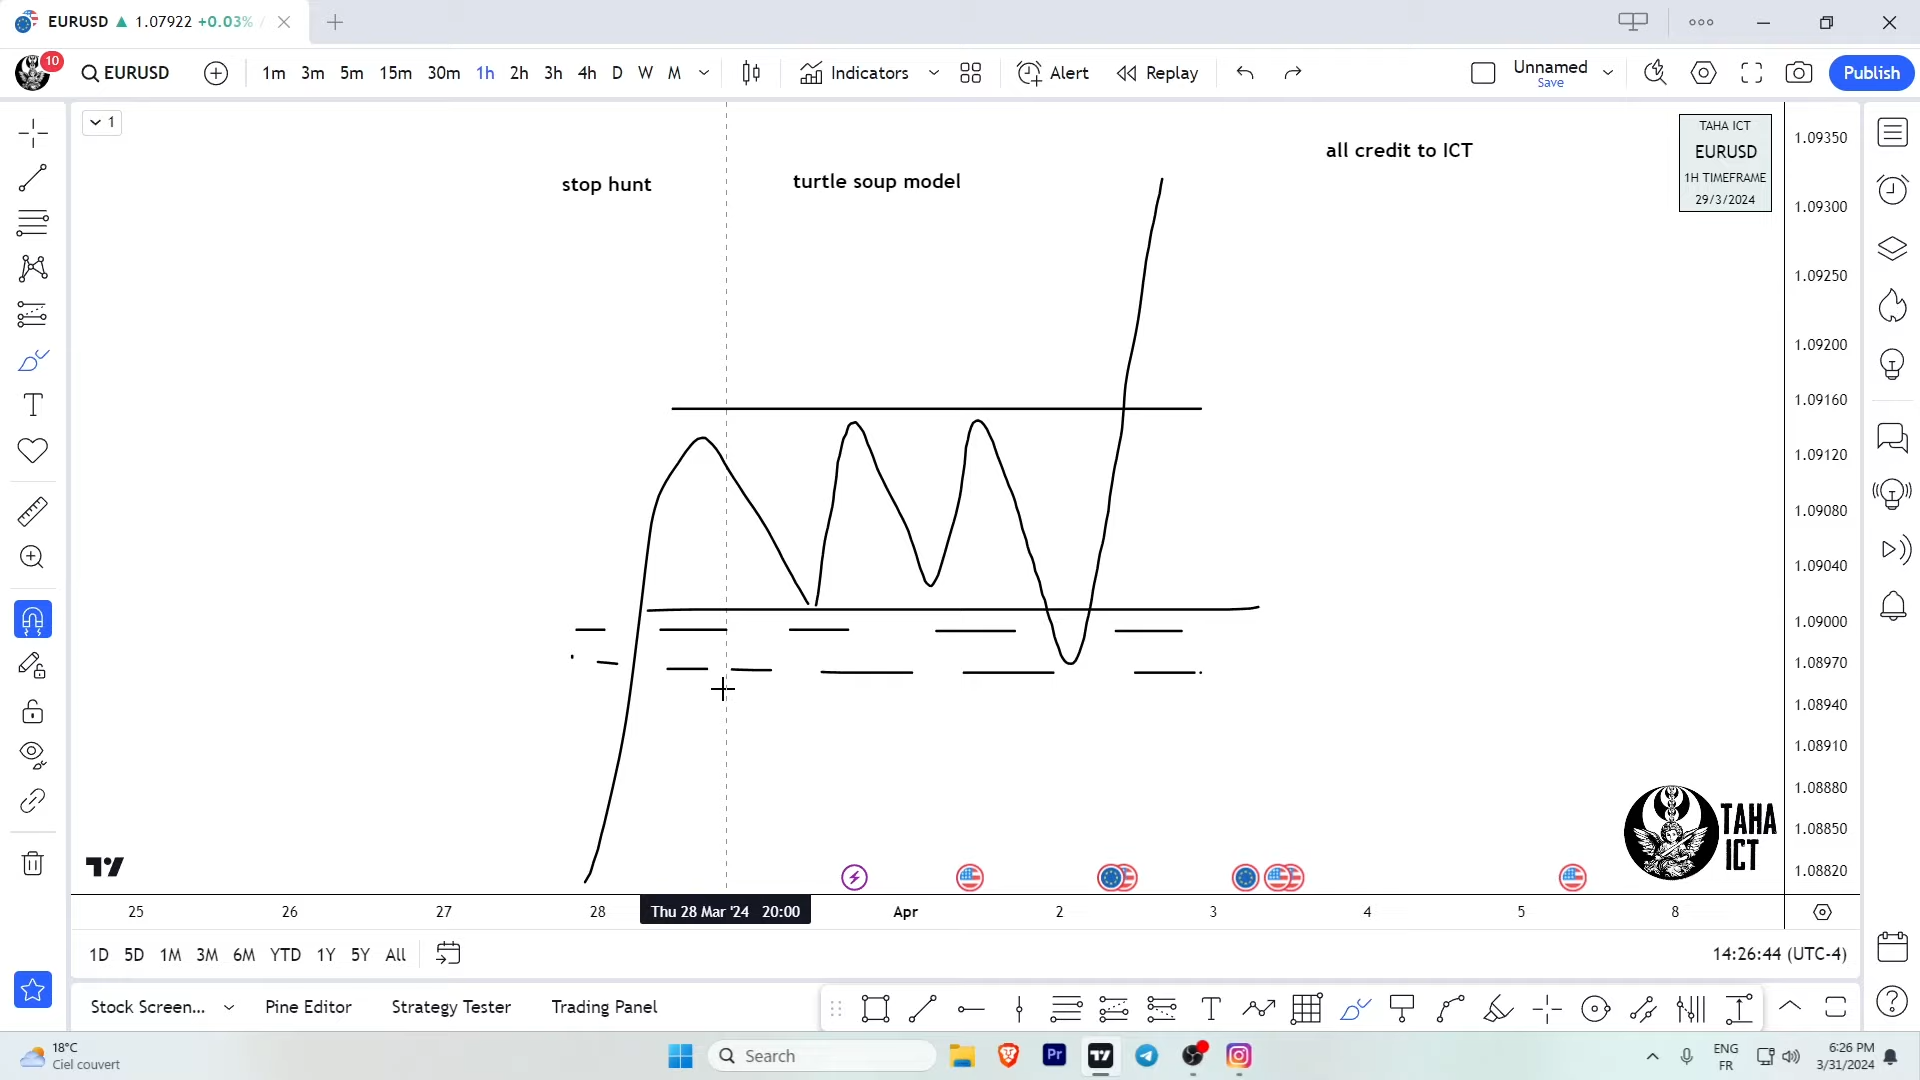 EURUSD ▲ 1.07922 +0.03% /
10
EURUSD
1m 3m 5m 15m 30m 1h 2h 3h 4h D W M
Indicators
Alert
Replay
Unnamed
Save
Publish
1
stop hunt
turtle soup model
all credit to ICT
TAHA ICT
EURUSD
1H TIMEFRAME
29/3/2024
1.09350
1.09300
1.09250
1.09200
1.09160
1.09120
1.09080
1.09040
1.09000
1.08970
1.08940
1.08910
1.08880
1.08850
1.08820
TAHA
ICT
25 26 27 28 Thu 28 Mar '24 20:00 Apr 2 3 4 5 8
1D 5D 1M 3M 6M YTD 1Y 5Y All
14:26:44 (UTC-4)
Stock Screen... Pine Editor Strategy Tester Trading Panel
18°C
Ciel couvert
Search
Pr
ENG
FR
6:26 PM
3/31/2024